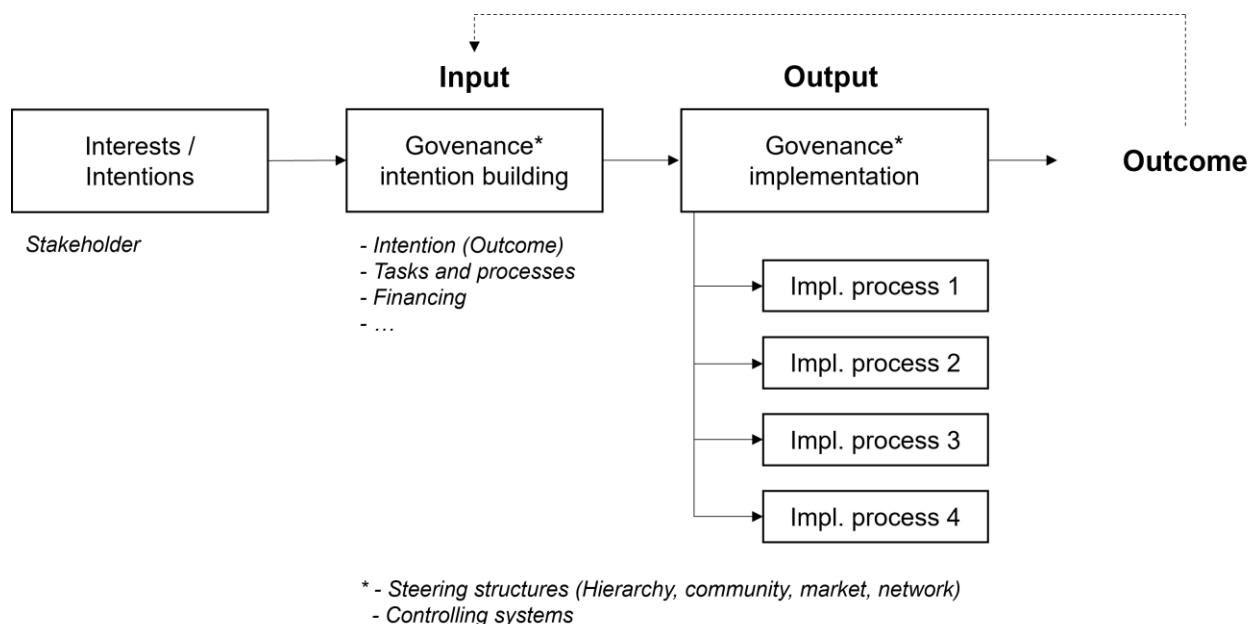 Input
Output
Interests /
Intentions
Govenance*
intention building
Govenance*
implementation
Outcome
Stakeholder
- Intention (Outcome)
- Tasks and processes
- Financing
- …
Impl. process 1
Impl. process 2
Impl. process 3
Impl. process 4
* - Steering structures (Hierarchy, community, market, network)
- Controlling systems